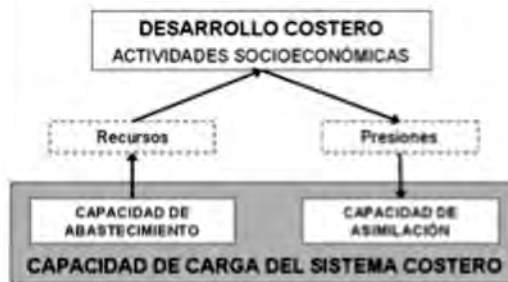 DESARROLLO COSTERO
ACTIVIDADES SOCIOECONÓMICAS
Recursos
Presiones
CAPACIDAD DE
ABASTECIMIENTO
CAPACIDAD DE
ASIMILACIÓN
CAPACIDAD DE CARGA DEL SISTEMA COSTERO